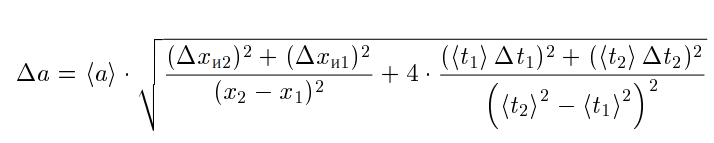 Δa = ⟨a⟩ · √( ((Δx_и2)² + (Δx_и1)²) / (x₂ − x₁)² + 4 · ((⟨t₁⟩ Δt₁)² + (⟨t₂⟩ Δt₂)²) / (⟨t₂⟩² − ⟨t₁⟩²)² )